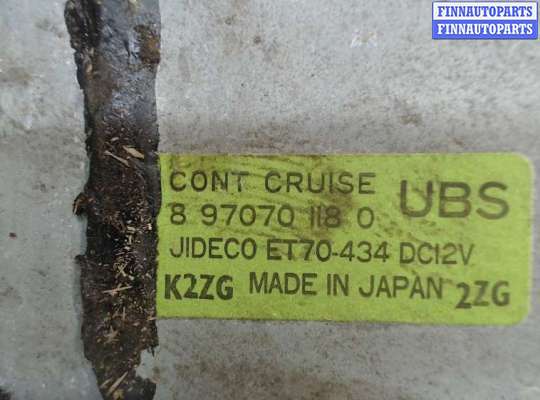 FINNAUTOPARTS
FINNAUTOPARTS
CONT CRUISE UBS
8 97070 118 0
JIDECO ET70-434 DC12V
K2ZG MADE IN JAPAN 2ZG